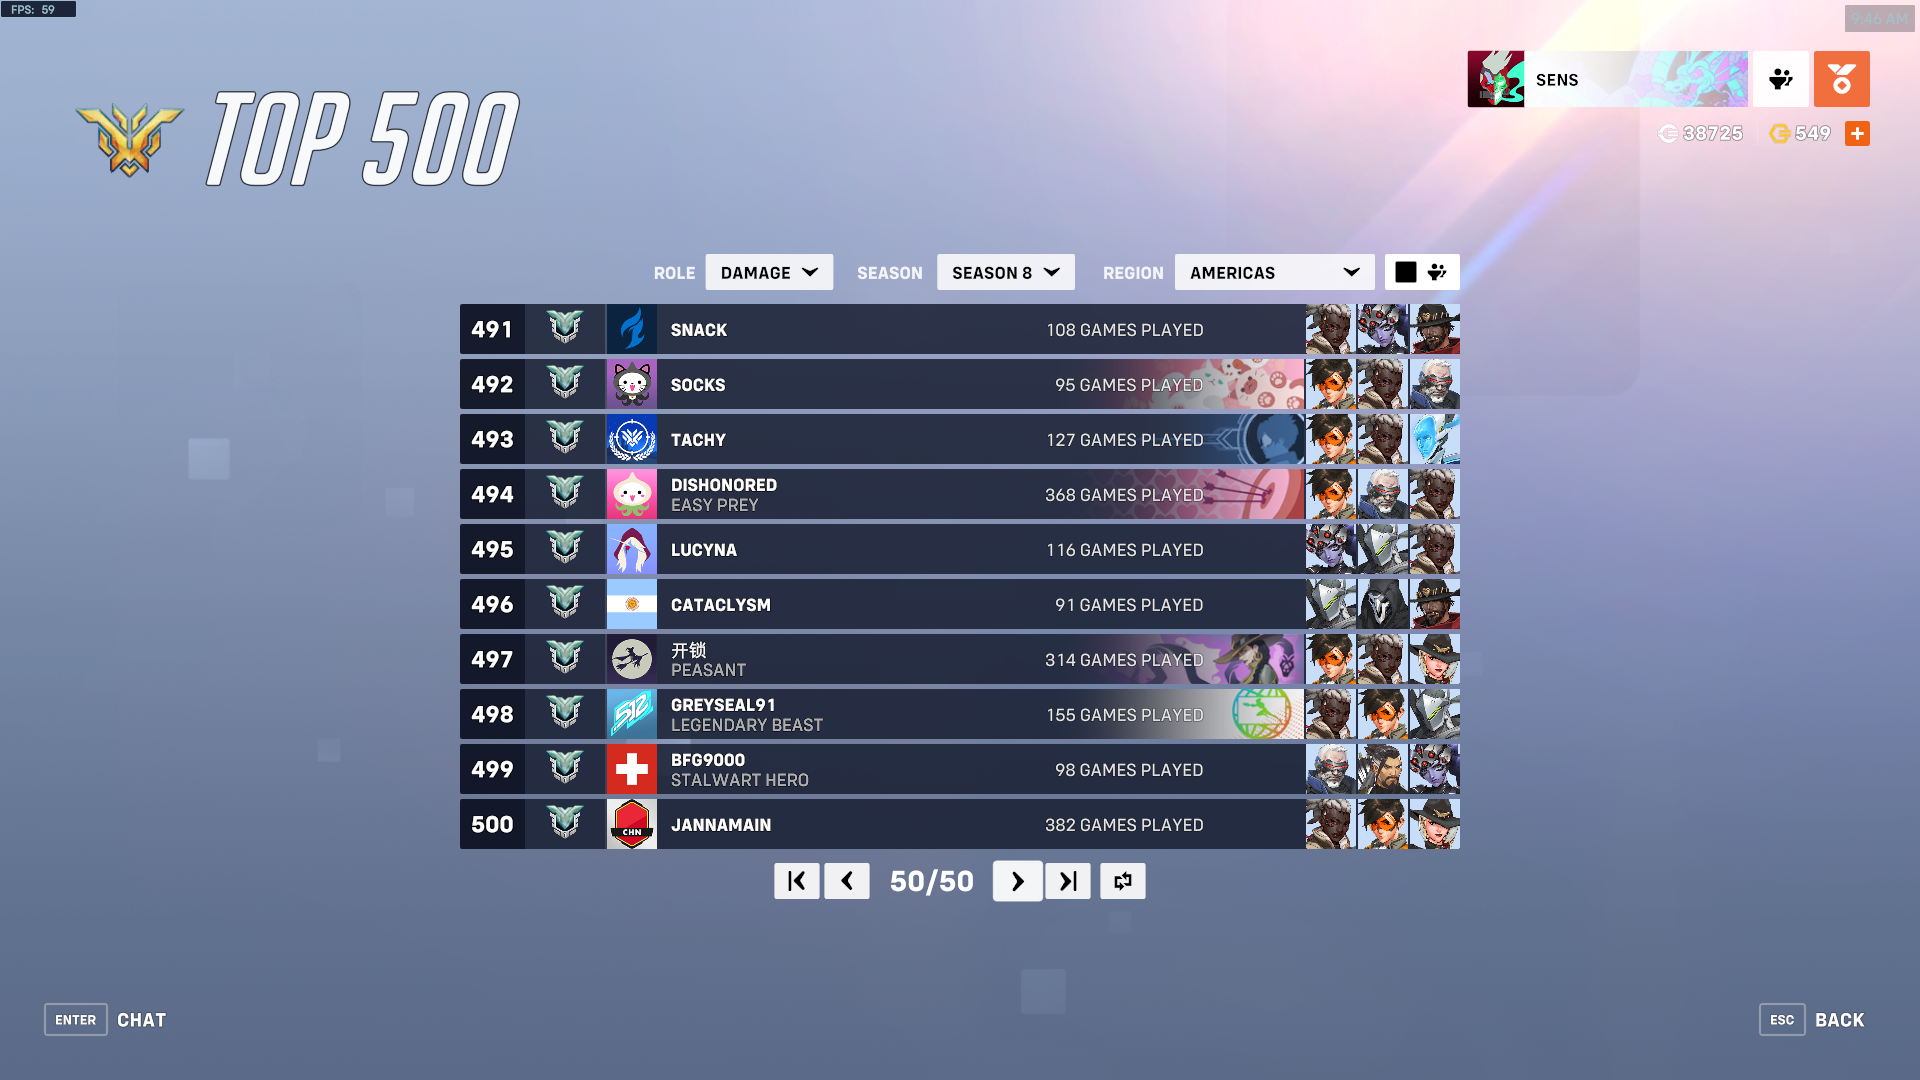 FPS: 59
9:46 AM
SENS
38725
549
TOP 500
ROLE DAMAGE SEASON SEASON 8 REGION AMERICAS
491 SNACK 108 GAMES PLAYED
492 SOCKS 95 GAMES PLAYED
493 TACHY 127 GAMES PLAYED
494 DISHONORED 368 GAMES PLAYED
EASY PREY
495 LUCYNA 116 GAMES PLAYED
496 CATACLYSM 91 GAMES PLAYED
497 开锁 314 GAMES PLAYED
PEASANT
498 512 GREYSEAL91 155 GAMES PLAYED
LEGENDARY BEAST
499 BFG9000 98 GAMES PLAYED
STALWART HERO
500 CHN JANNAMAIN 382 GAMES PLAYED
50/50
ENTER CHAT
ESC BACK